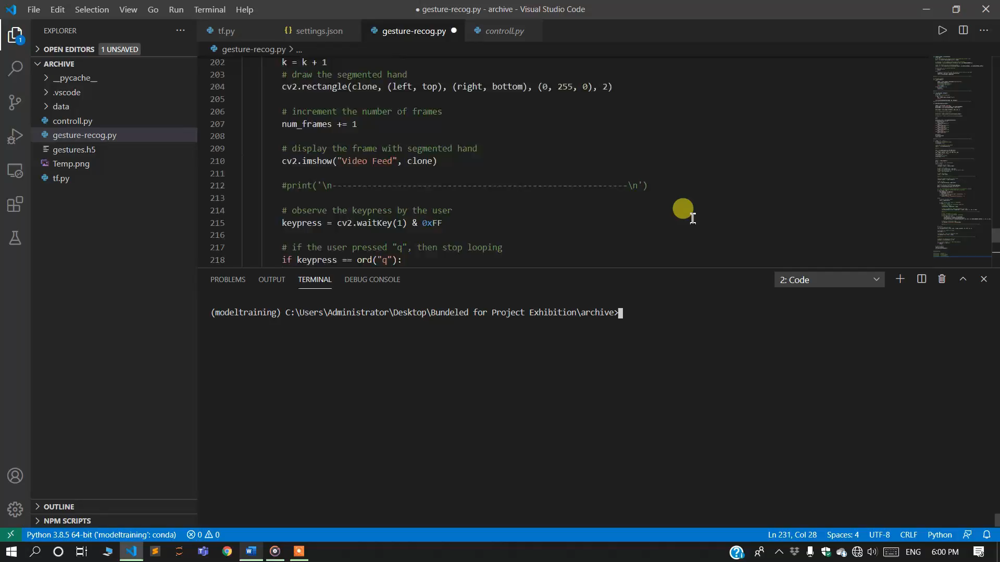 File Edit Selection View Go Run Terminal Help
● gesture-recog.py - archive - Visual Studio Code
EXPLORER
tf.py
{} settings.json
gesture-recog.py
controll.py
OPEN EDITORS 1 UNSAVED
gesture-recog.py > ...
ARCHIVE
__pycache__
.vscode
data
controll.py
gesture-recog.py
gestures.h5
Temp.png
tf.py
202 k = k + 1
203 # draw the segmented hand
204 cv2.rectangle(clone, (left, top), (right, bottom), (0, 255, 0), 2)
205
206 # increment the number of frames
207 num_frames += 1
208
209 # display the frame with segmented hand
210 cv2.imshow("Video Feed", clone)
211
212 #print('\n-----------------------------------------------------------\n')
213
214 # observe the keypress by the user
215 keypress = cv2.waitKey(1) & 0xFF
216
217 # if the user pressed "q", then stop looping
218 if keypress == ord("q"):
PROBLEMS OUTPUT TERMINAL DEBUG CONSOLE
2: Code
(modeltraining) C:\Users\Administrator\Desktop\Bundeled for Project Exhibition\archive>
OUTLINE
NPM SCRIPTS
Python 3.8.5 64-bit ('modeltraining': conda) 0 0
Ln 231, Col 28 Spaces: 4 UTF-8 CRLF Python
ENG 6:00 PM